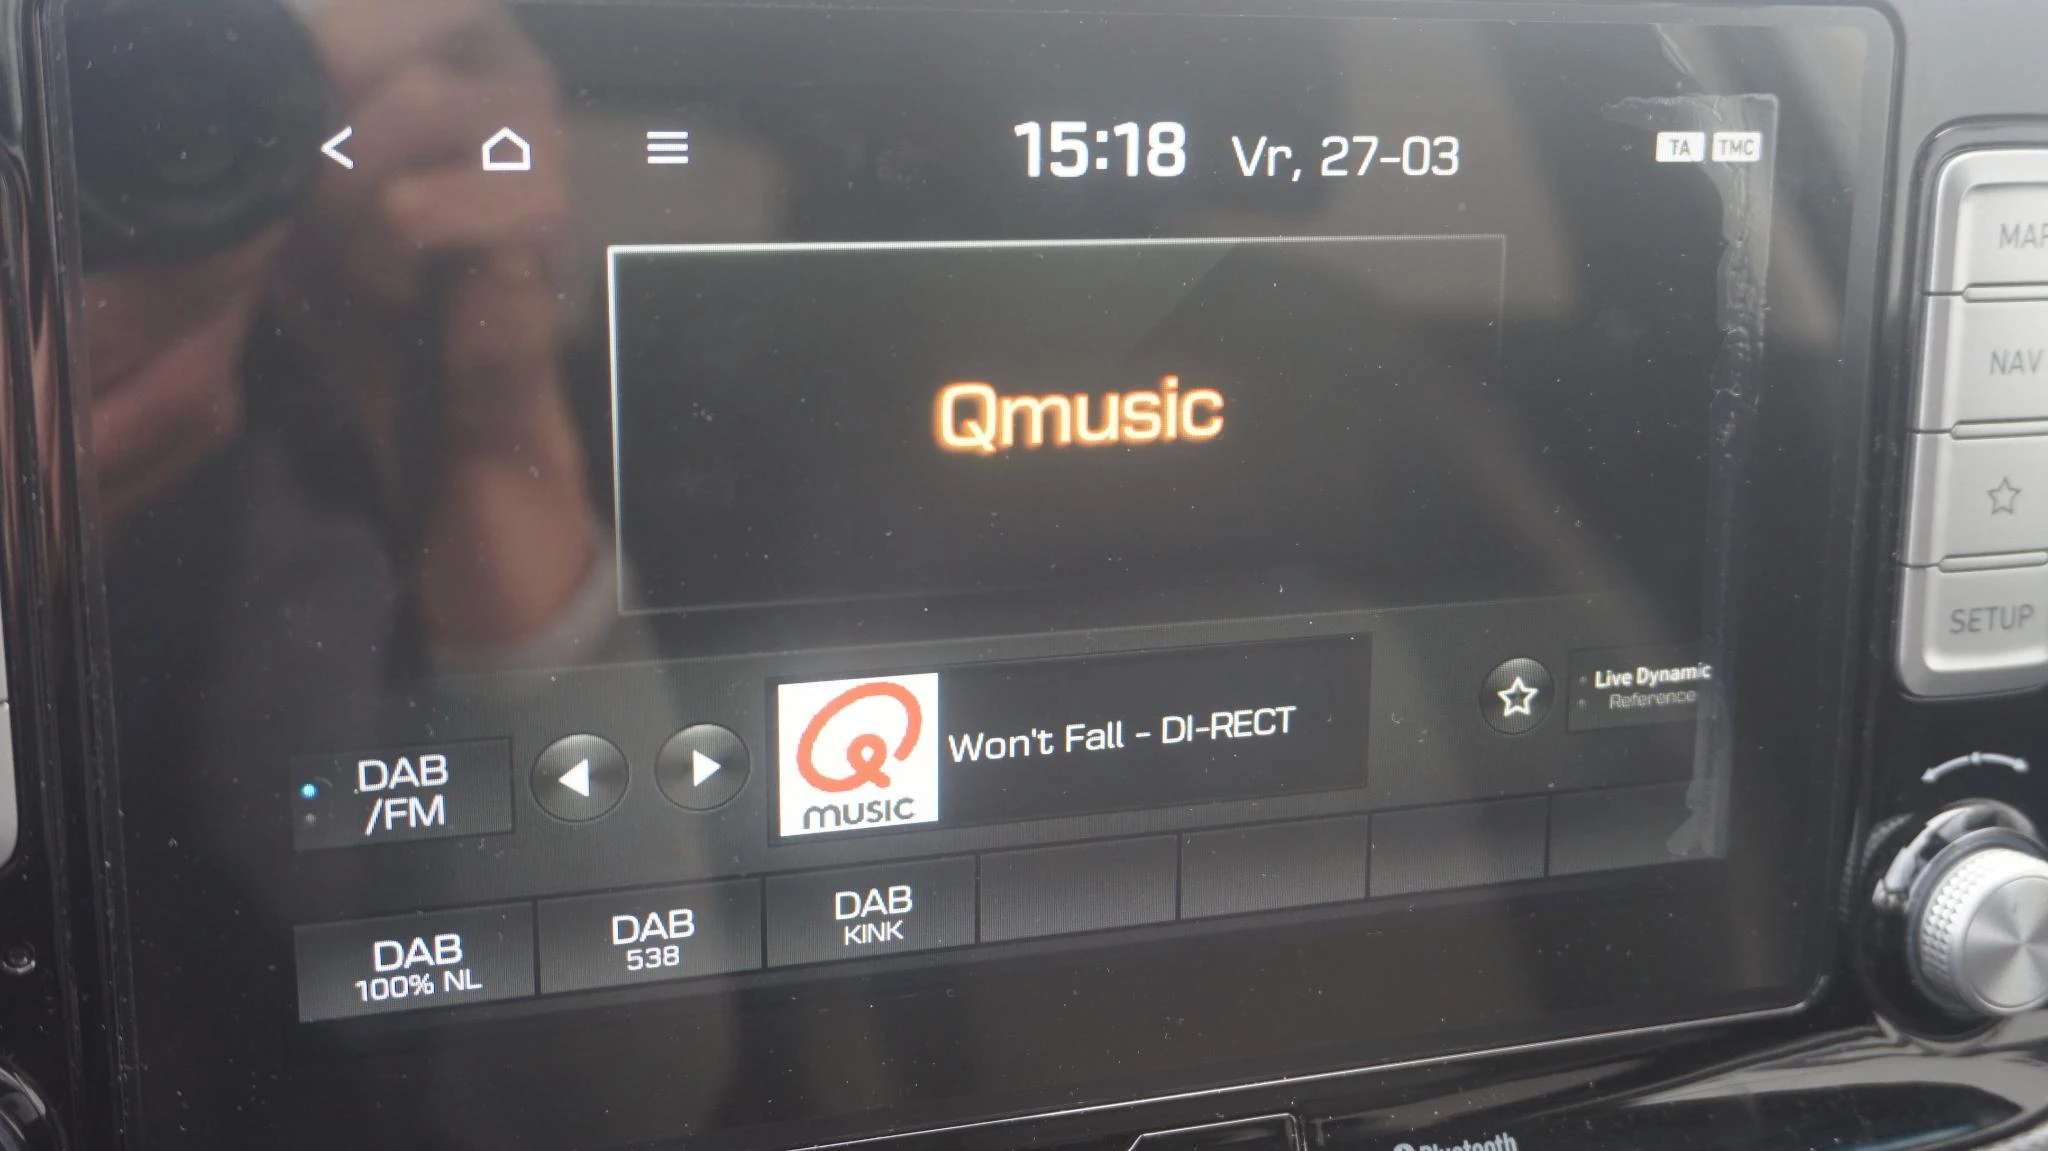 15:18 Vr, 27-03
TA TMC
NAV
SETUP
Qmusic
Live Dynamic
Reference
Won't Fall - DI-RECT
MUSIC
DAB
/FM
DAB
100% NL
DAB
538
DAB
KINK
Bluetooth